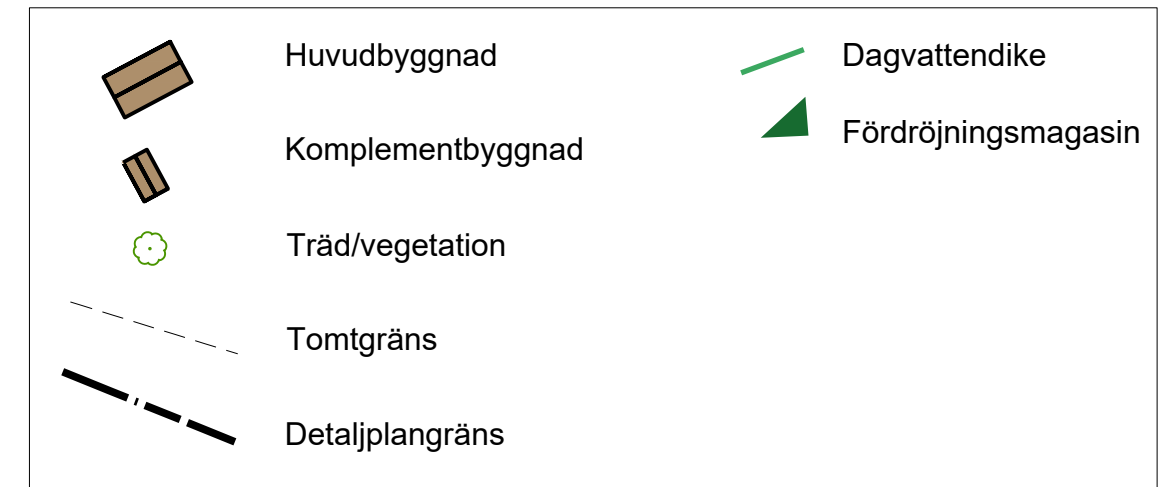 Huvudbyggnad
Komplementbyggnad
Träd/vegetation
Tomtgräns
Detaljplangräns
Dagvattendike
Fördröjningsmagasin